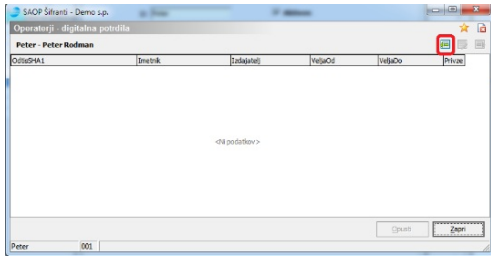 SAOP Šifranti - Demo s.p.
Operatorji - digitalna potrdila
Peter - Peter Rodman
OdtisSHA1 Imetnik Izdajatelj VeljaOd VeljaDo Privze
<Ni podatkov>
Opusti Zapri
Peter 001